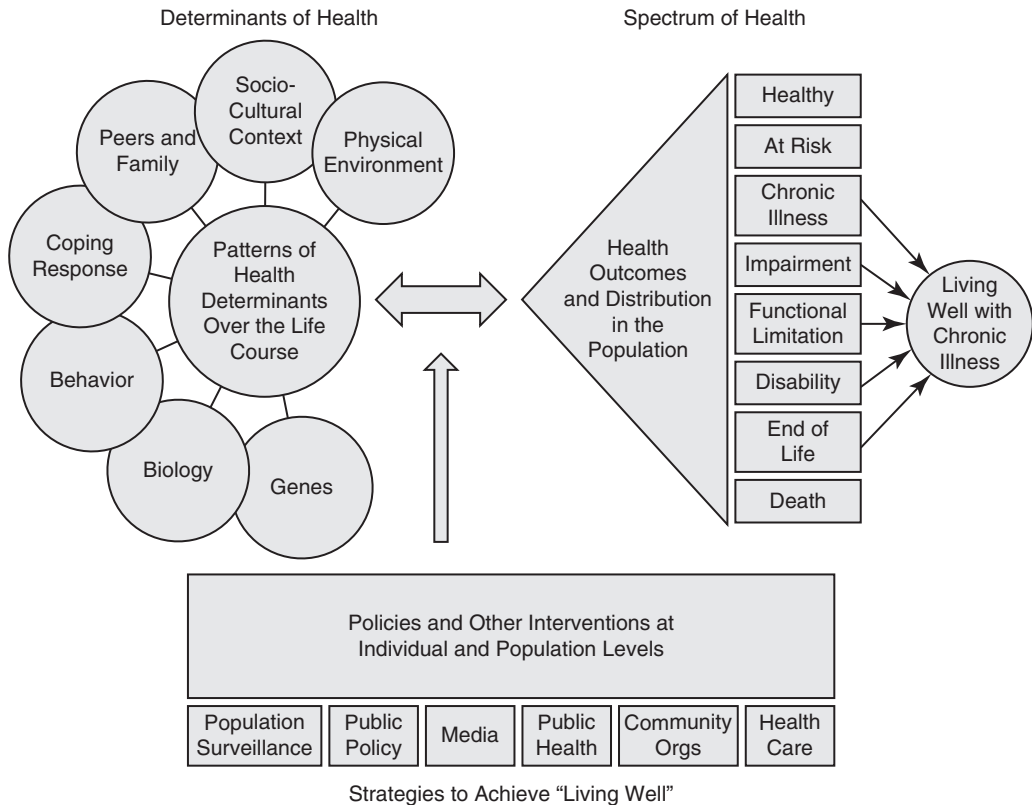 Determinants of Health
Spectrum of Health
Socio-
Cultural
Context
Peers and
Family
Physical
Environment
Coping
Response
Behavior
Biology
Genes
Patterns of
Health
Determinants
Over the Life
Course
Health
Outcomes
and Distribution
in the
Population
Healthy
At Risk
Chronic
Illness
Impairment
Functional
Limitation
Disability
End of
Life
Death
Living
Well with
Chronic
Illness
Policies and Other Interventions at
Individual and Population Levels
Population
Surveillance
Public
Policy
Media
Public
Health
Community
Orgs
Health
Care
Strategies to Achieve “Living Well”